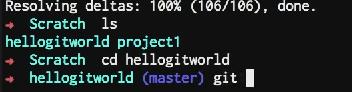 Resolving deltas: 100% (106/106), done.
➜ Scratch ls
hellogitworld project1
➜ Scratch cd hellogitworld
➜ hellogitworld (master) git